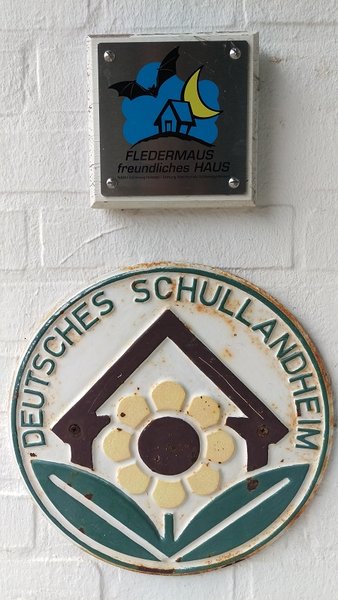 FLEDERMAUS
freundliches HAUS
DEUTSCHES SCHULLANDHEIM